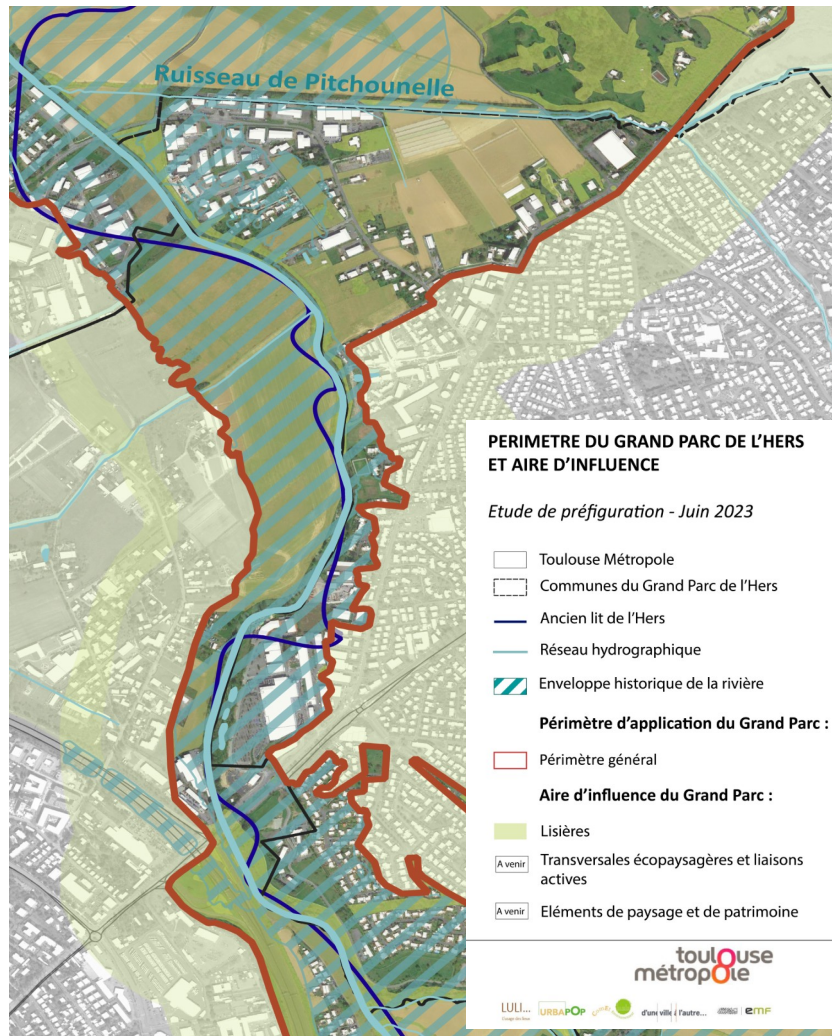 Ruisseau de Pitchounelle
PERIMETRE DU GRAND PARC DE L'HERS
ET AIRE D'INFLUENCE
Etude de préfiguration - Juin 2023
Toulouse Métropole
Communes du Grand Parc de l'Hers
Ancien lit de l'Hers
Réseau hydrographique
Enveloppe historique de la rivière
Périmètre d'application du Grand Parc :
Périmètre général
Aire d'influence du Grand Parc :
Lisières
A venir Transversales écopaysagères et liaisons
actives
A venir Eléments de paysage et de patrimoine
toulouse
métropole
LULI... URBAPOP d'une ville à l'autre... emf